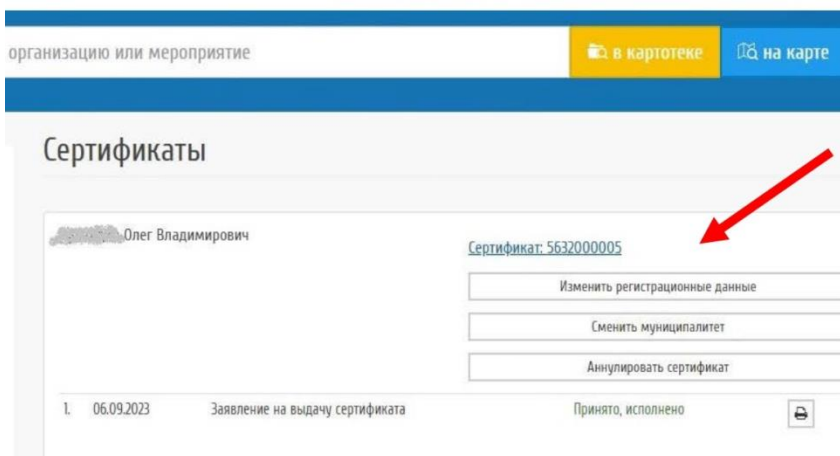 организацию или мероприятие
в картотеке
на карте
Сертификаты
Олег Владимирович
Сертификат: 5632000005
Изменить регистрационные данные
Сменить муниципалитет
Аннулировать сертификат
1. 06.09.2023 Заявление на выдачу сертификата Принято, исполнено